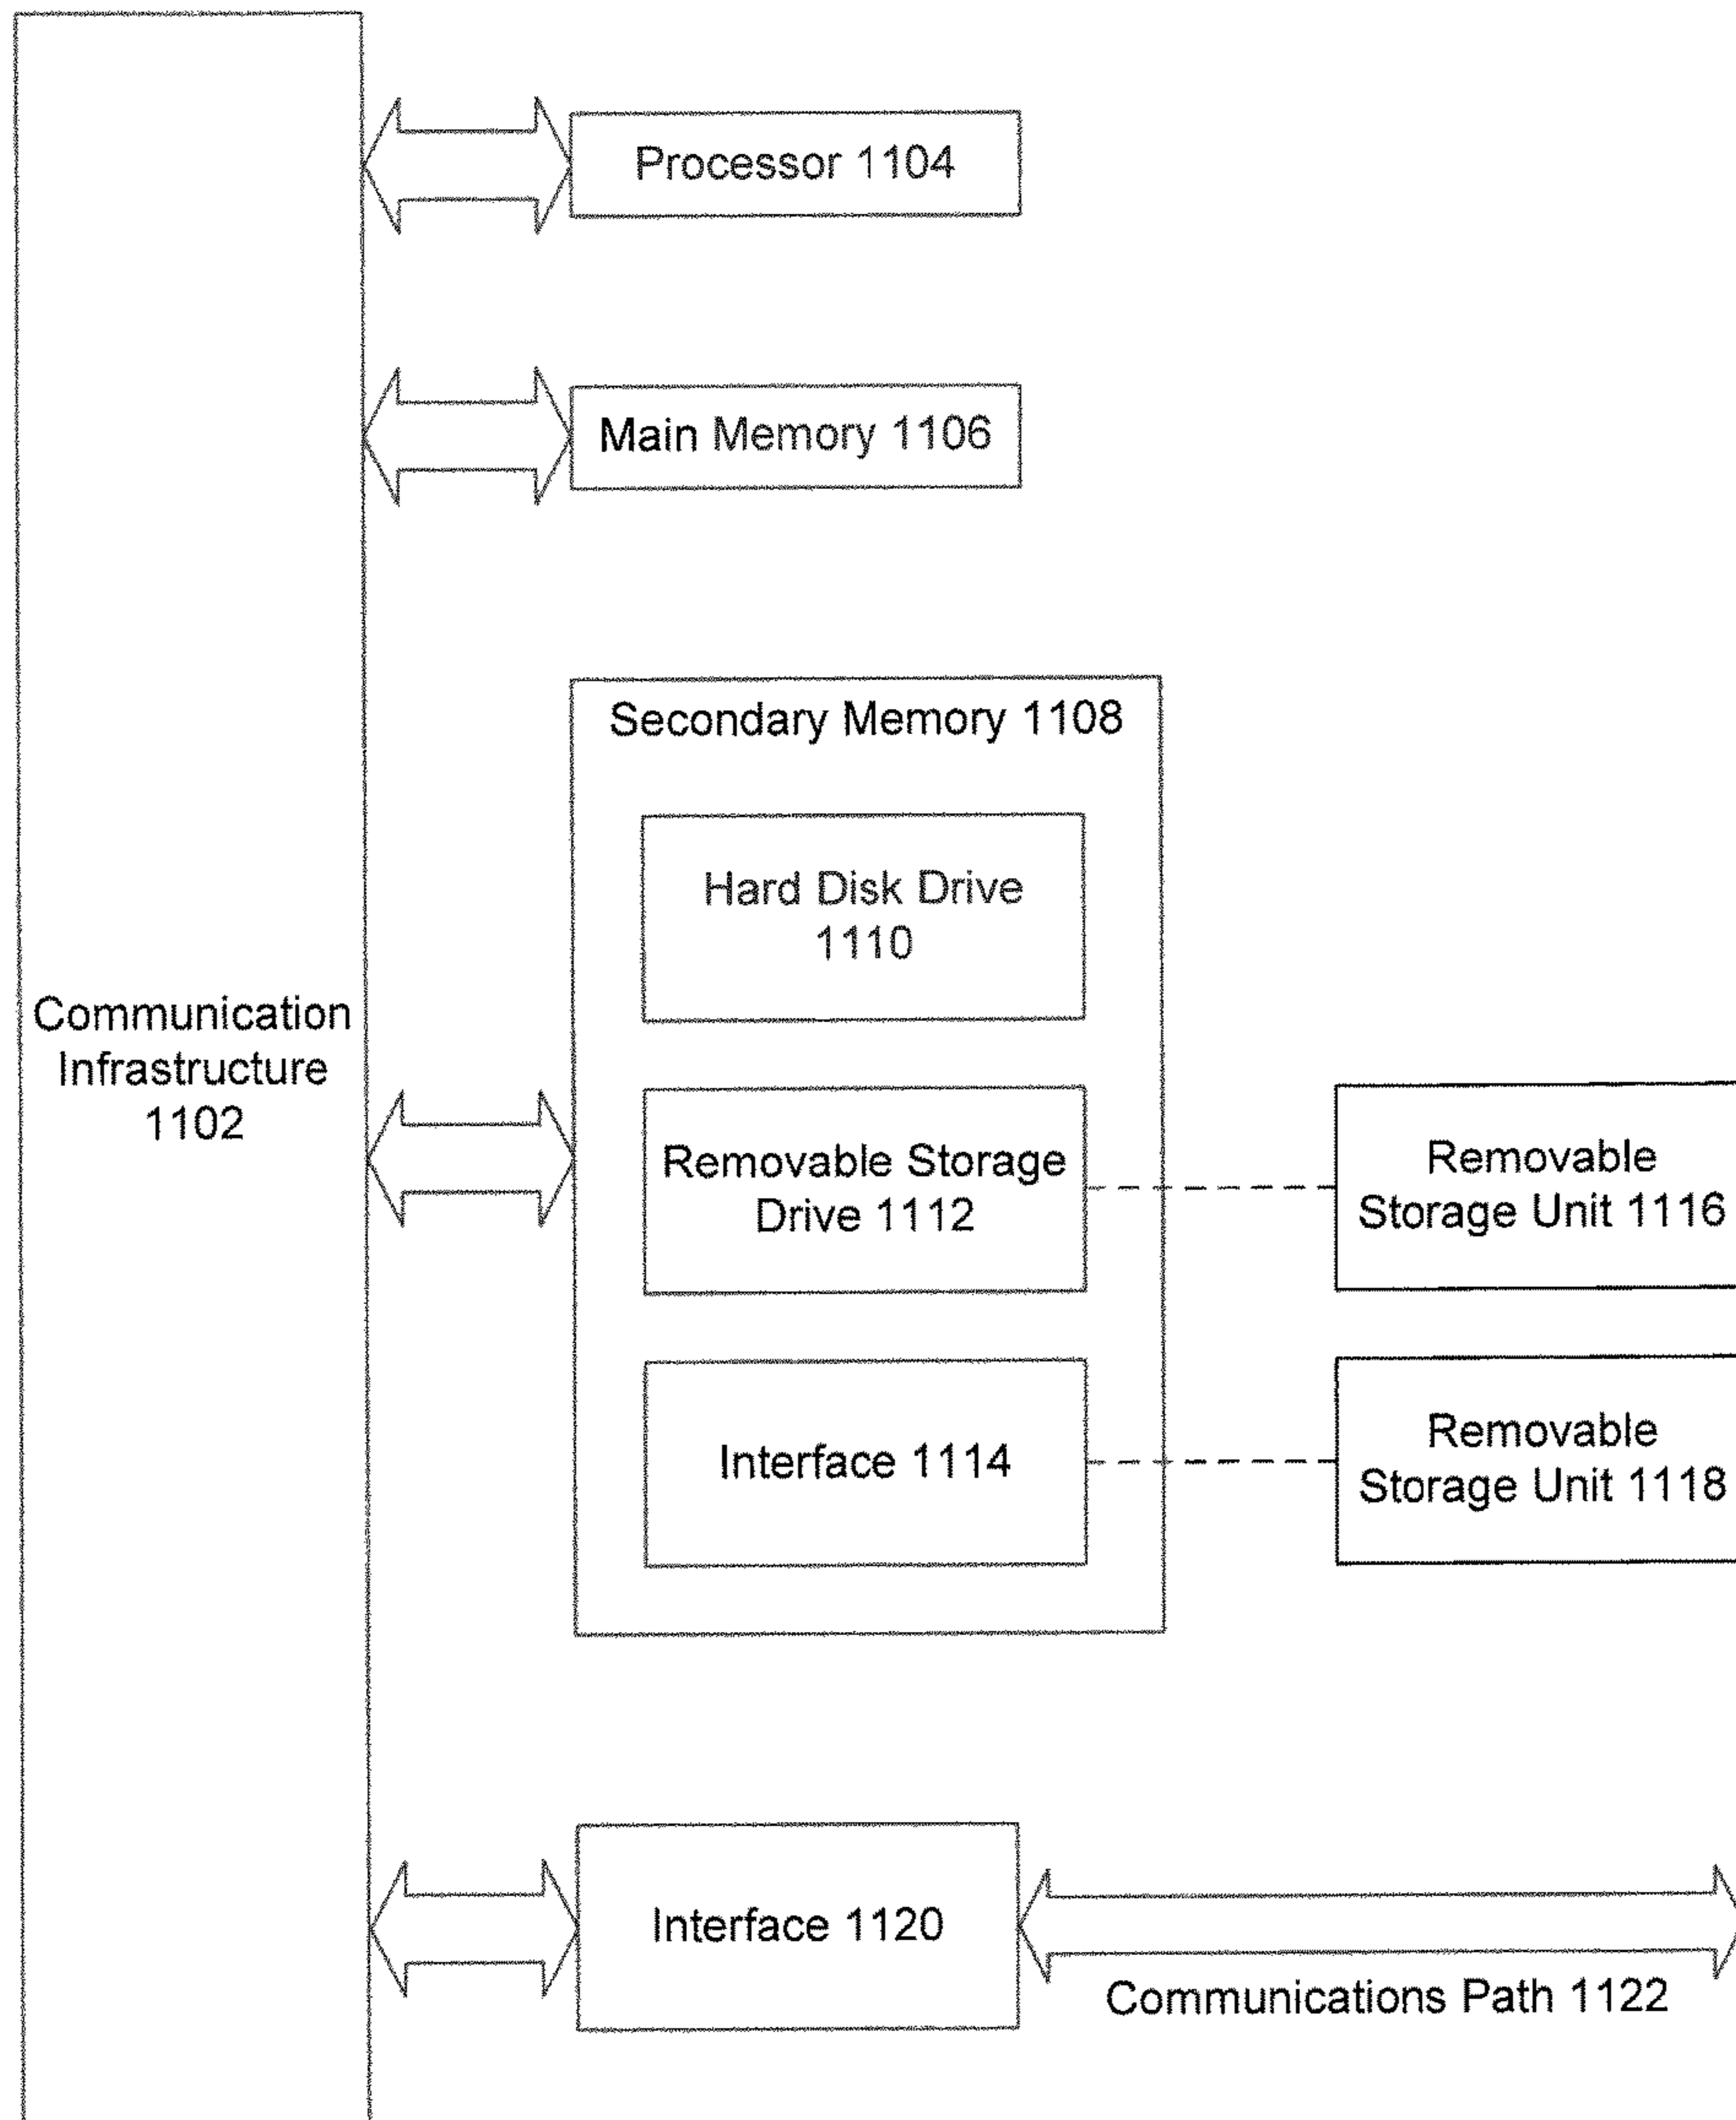 Processor 1104
Main Memory 1106
Secondary Memory 1108
Hard Disk Drive
1110
Communication
Infrastructure
1102
Removable Storage
Drive 1112
Removable
Storage Unit 1116
Interface 1114
Removable
Storage Unit 1118
Interface 1120
Communications Path 1122